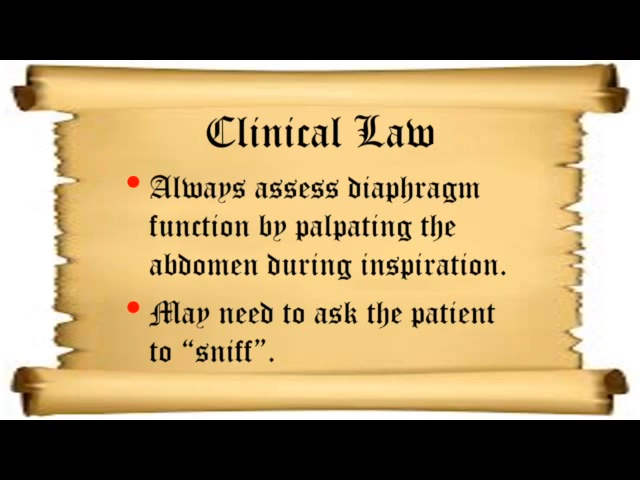 Clinical Law
• Always assess diaphragm
function by palpating the
abdomen during inspiration.
• May need to ask the patient
to “sniff”.